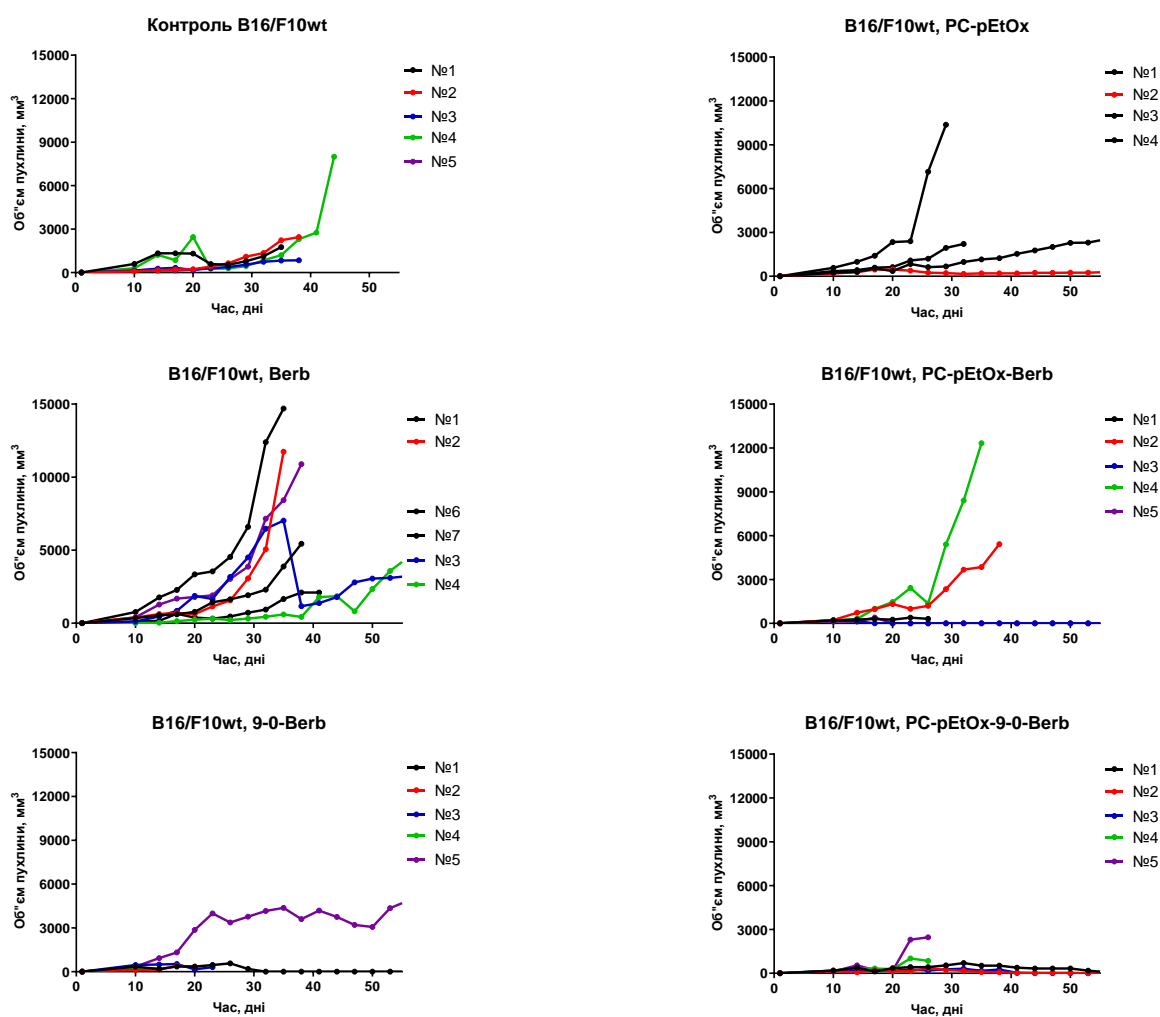 Контроль B16/F10wt
Об"єм пухлини, мм³
15000
12000
9000
6000
3000
0
0 10 20 30 40 50
Час, дні
№1
№2
№3
№4
№5
B16/F10wt, PC-pEtOx
Об"єм пухлини, мм³
15000
12000
9000
6000
3000
0
0 10 20 30 40 50
Час, дні
№1
№2
№3
№4
B16/F10wt, Berb
Об"єм пухлини, мм³
15000
10000
5000
0
0 10 20 30 40 50
Час, дні
№1
№2
№6
№7
№3
№4
B16/F10wt, PC-pEtOx-Berb
Об"єм пухлини, мм³
15000
12000
9000
6000
3000
0
0 10 20 30 40 50
Час, дні
№1
№2
№3
№4
№5
B16/F10wt, 9-0-Berb
Об"єм пухлини, мм³
15000
12000
9000
6000
3000
0
0 10 20 30 40 50
Час, дні
№1
№2
№3
№4
№5
B16/F10wt, PC-pEtOx-9-0-Berb
Об"єм пухлини, мм³
15000
12000
9000
6000
3000
0
0 10 20 30 40 50
Час, дні
№1
№2
№3
№4
№5